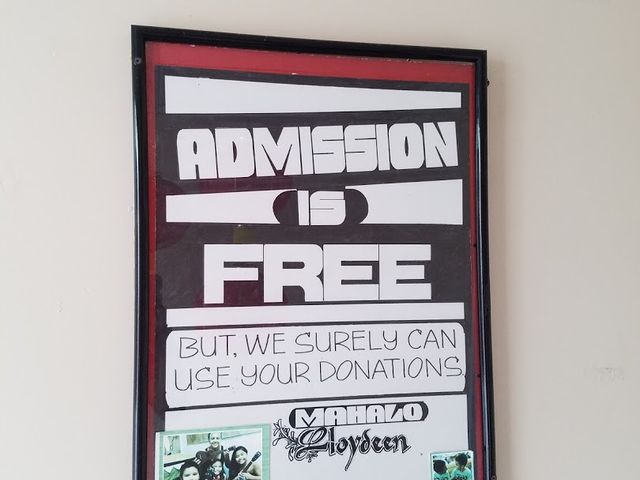 ADMISSION
IS
FREE
BUT, WE SURELY CAN
USE YOUR DONATIONS
MAHALO
Lloydeen